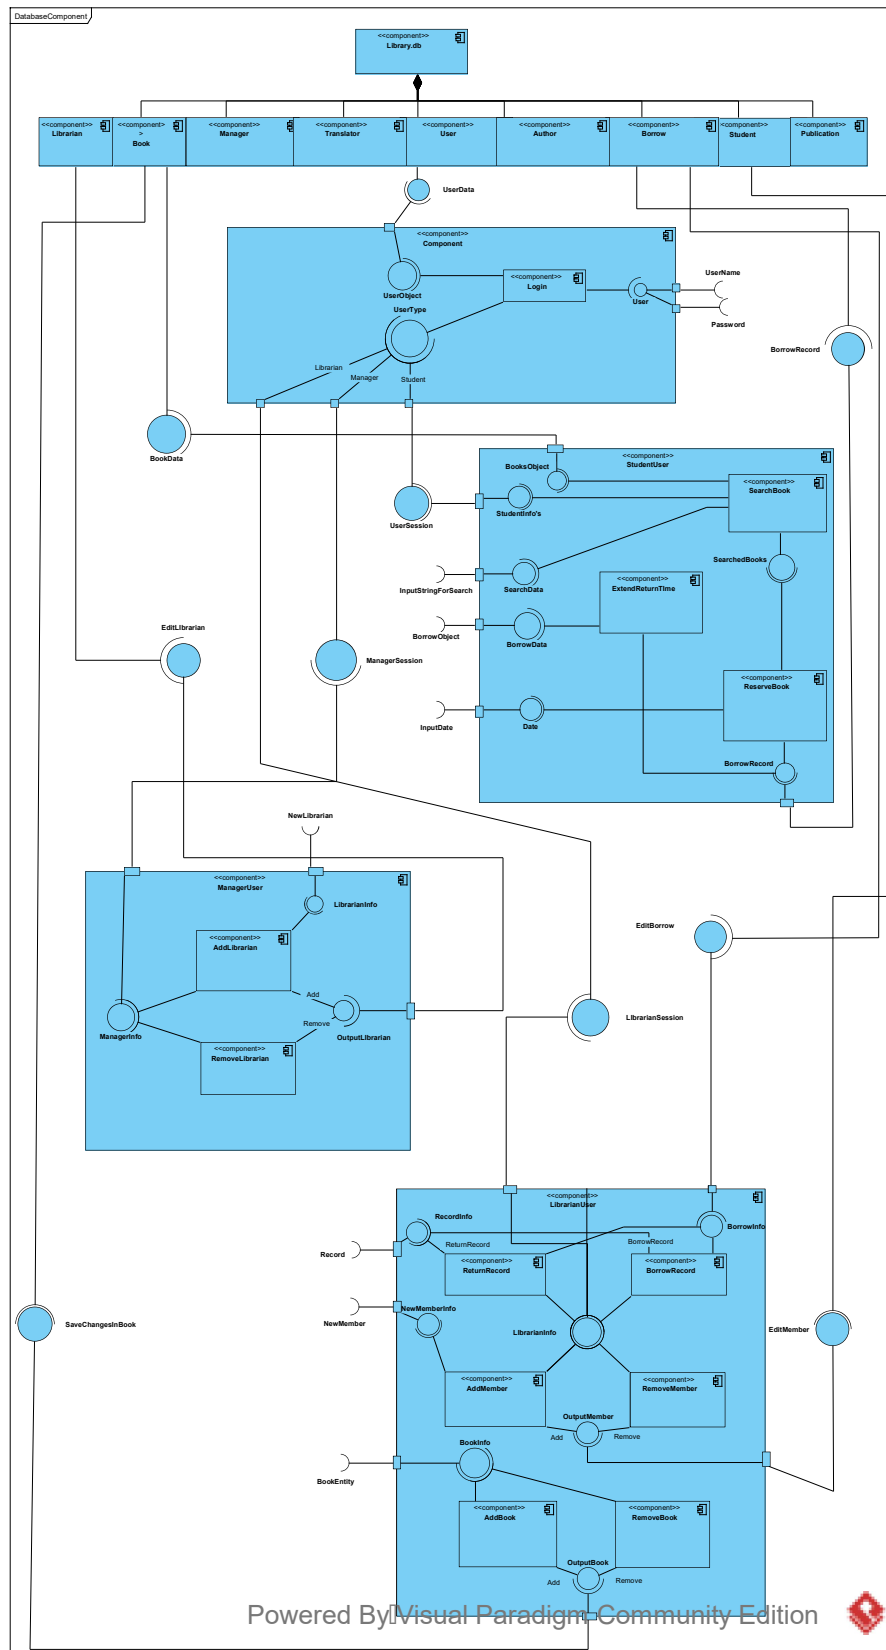 DatabaseComponent
<<component>>
Library.db
<<component>>
Librarian
<<component>
>
Book
<<component>>
Manager
<<component>>
Translator
<<component>>
User
<<component>>
Author
<<component>>
Borrow
<<component>>
Student
<<component>>
Publication
UserData
<<component>>
Component
UserObject
<<component>>
Login
UserType
User
UserName
Password
Librarian
Manager
Student
BorrowRecord
BookData
UserSession
<<component>>
StudentUser
BooksObject
<<component>>
SearchBook
StudentInfo's
SearchedBooks
InputStringForSearch
SearchData
<<component>>
ExtendReturnTIme
BorrowObject
BorrowData
<<component>>
ReserveBook
InputDate
Date
BorrowRecord
EditLIbrarian
ManagerSession
NewLibrarian
<<component>>
ManagerUser
LIbrarianInfo
<<component>>
AddLibrarian
Add
Remove
ManagerInfo
OutputLIbrarian
<<component>>
RemoveLibrarian
EditBorrow
LIbrarianSession
<<component>>
LibrarianUser
RecordInfo
BorrowInfo
Record
ReturnRecord
BorrowRecord
<<component>>
ReturnRecord
<<component>>
BorrowRecord
NewMember
NewMemberInfo
LIbrarianInfo
SaveChangesInBook
EditMember
<<component>>
AddMember
<<component>>
RemoveMember
OutputMember
Add
Remove
BookInfo
BookEntity
<<component>>
AddBook
<<component>>
RemoveBook
OutputBook
Add
Remove
Powered By Visual Paradigm Community Edition